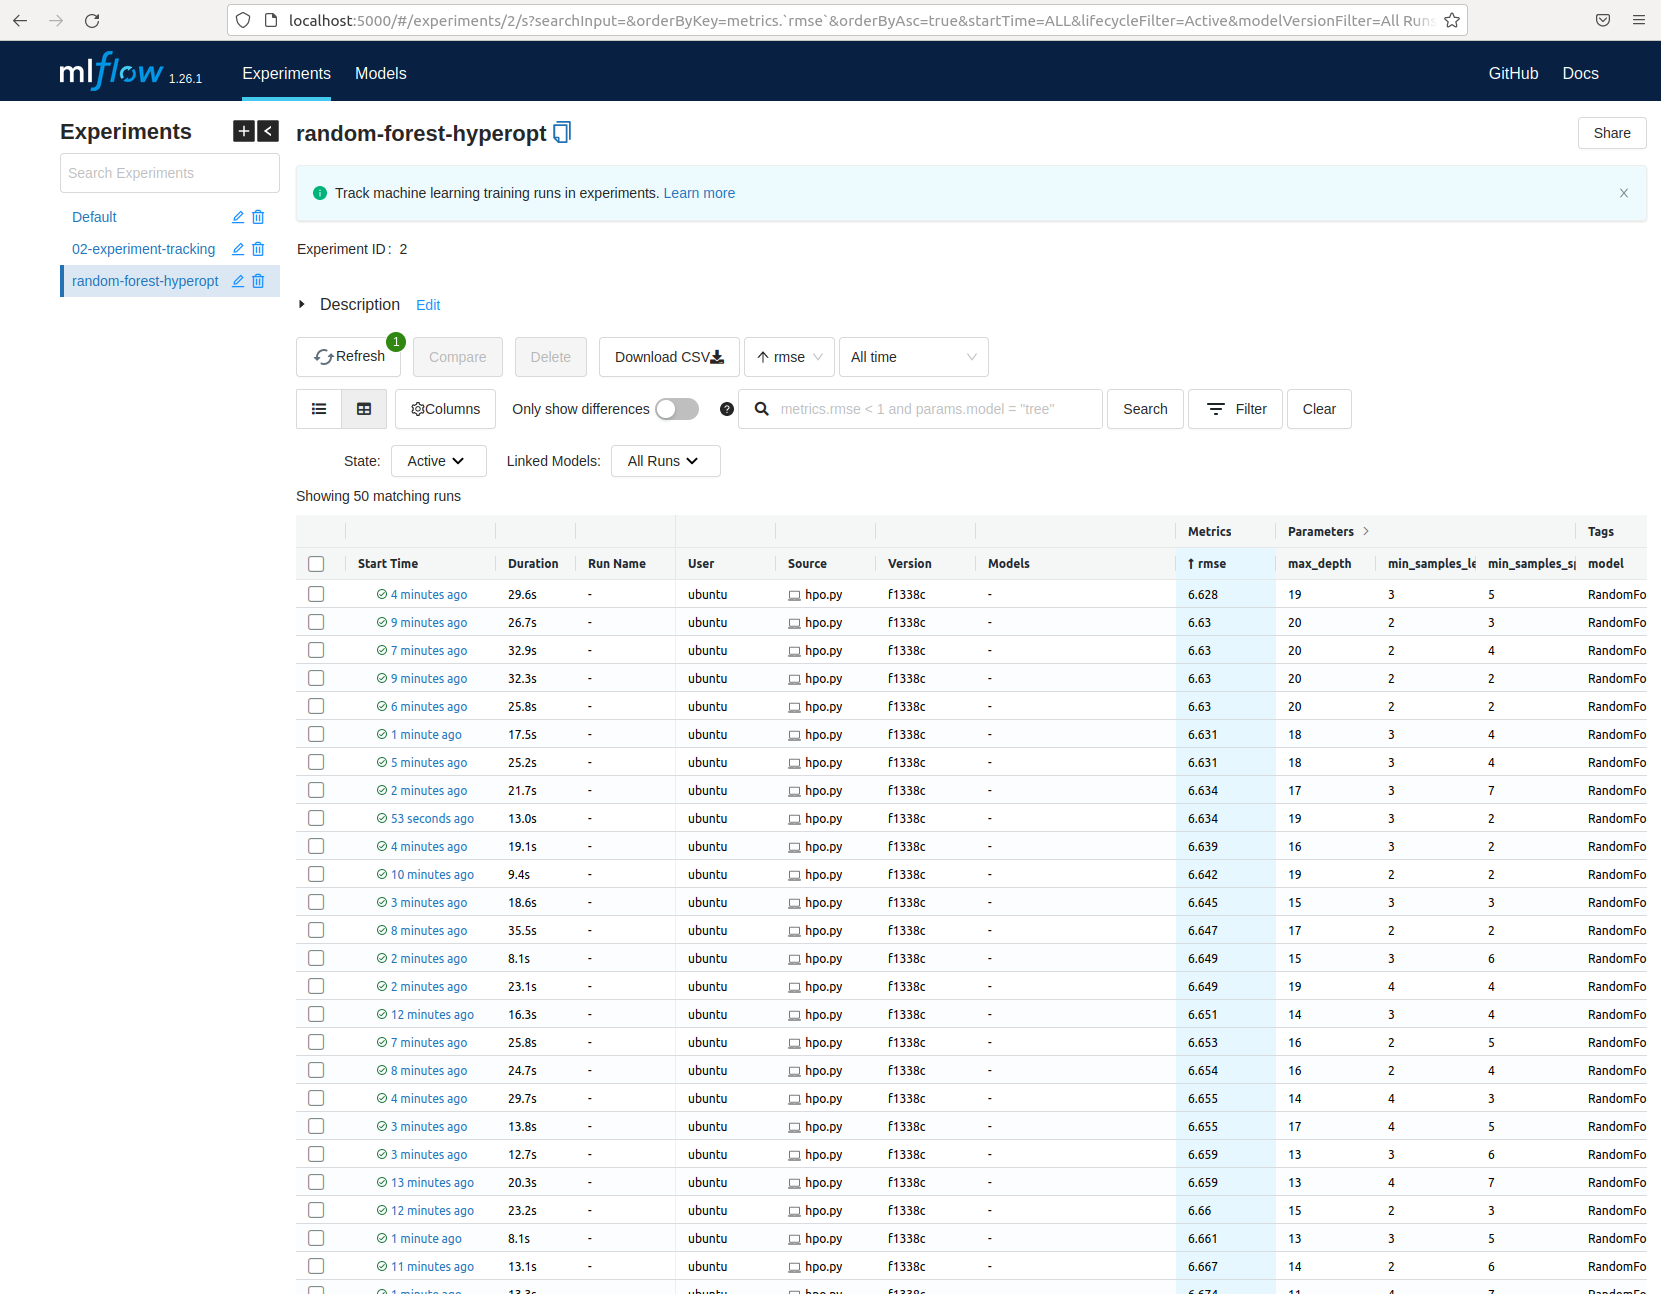 localhost:5000/#/experiments/2/s?searchInput=&orderByKey=metrics.`rmse`&orderByAsc=true&startTime=ALL&lifecycleFilter=Active&modelVersionFilter=All Runs
mlflow 1.26.1 Experiments Models GitHub Docs
Experiments + <
random-forest-hyperopt
Share
Search Experiments
Track machine learning training runs in experiments. Learn more
Default
02-experiment-tracking
random-forest-hyperopt
Experiment ID: 2
Description Edit
Refresh 1 Compare Delete Download CSV rmse All time
Columns Only show differences ? metrics.rmse < 1 and params.model = "tree" Search Filter Clear
State: Active Linked Models: All Runs
Showing 50 matching runs
Metrics Parameters > Tags
Start Time Duration Run Name User Source Version Models ↑ rmse max_depth min_samples_le min_samples_sp model
4 minutes ago 29.6s - ubuntu hpo.py f1338c - 6.628 19 3 5 RandomFo
9 minutes ago 26.7s - ubuntu hpo.py f1338c - 6.63 20 2 3 RandomFo
7 minutes ago 32.9s - ubuntu hpo.py f1338c - 6.63 20 2 4 RandomFo
9 minutes ago 32.3s - ubuntu hpo.py f1338c - 6.63 20 2 2 RandomFo
6 minutes ago 25.8s - ubuntu hpo.py f1338c - 6.63 20 2 2 RandomFo
1 minute ago 17.5s - ubuntu hpo.py f1338c - 6.631 18 3 4 RandomFo
5 minutes ago 25.2s - ubuntu hpo.py f1338c - 6.631 18 3 4 RandomFo
2 minutes ago 21.7s - ubuntu hpo.py f1338c - 6.634 17 3 7 RandomFo
53 seconds ago 13.0s - ubuntu hpo.py f1338c - 6.634 19 3 2 RandomFo
4 minutes ago 19.1s - ubuntu hpo.py f1338c - 6.639 16 3 2 RandomFo
10 minutes ago 9.4s - ubuntu hpo.py f1338c - 6.642 19 2 2 RandomFo
3 minutes ago 18.6s - ubuntu hpo.py f1338c - 6.645 15 3 3 RandomFo
8 minutes ago 35.5s - ubuntu hpo.py f1338c - 6.647 17 2 2 RandomFo
2 minutes ago 8.1s - ubuntu hpo.py f1338c - 6.649 15 3 6 RandomFo
2 minutes ago 23.1s - ubuntu hpo.py f1338c - 6.649 19 4 4 RandomFo
12 minutes ago 16.3s - ubuntu hpo.py f1338c - 6.651 14 3 4 RandomFo
7 minutes ago 25.8s - ubuntu hpo.py f1338c - 6.653 16 2 5 RandomFo
8 minutes ago 24.7s - ubuntu hpo.py f1338c - 6.654 16 2 4 RandomFo
4 minutes ago 29.7s - ubuntu hpo.py f1338c - 6.655 14 4 3 RandomFo
3 minutes ago 13.8s - ubuntu hpo.py f1338c - 6.655 17 4 5 RandomFo
3 minutes ago 12.7s - ubuntu hpo.py f1338c - 6.659 13 3 6 RandomFo
13 minutes ago 20.3s - ubuntu hpo.py f1338c - 6.659 13 4 7 RandomFo
12 minutes ago 23.2s - ubuntu hpo.py f1338c - 6.66 15 2 3 RandomFo
1 minute ago 8.1s - ubuntu hpo.py f1338c - 6.661 13 3 5 RandomFo
11 minutes ago 13.1s - ubuntu hpo.py f1338c - 6.667 14 2 6 RandomFo